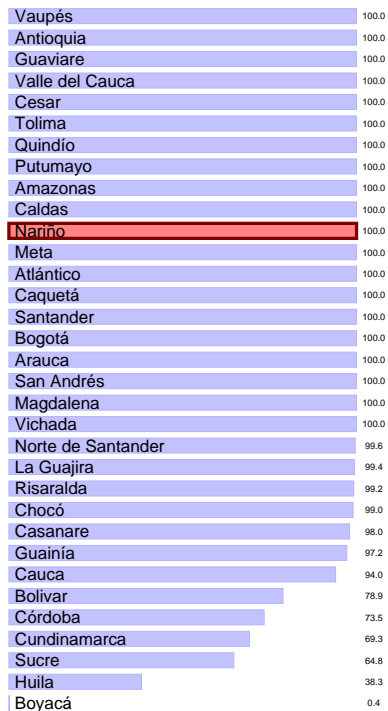 Vaupés 100.0
Antioquia 100.0
Guaviare 100.0
Valle del Cauca 100.0
Cesar 100.0
Tolima 100.0
Quindío 100.0
Putumayo 100.0
Amazonas 100.0
Caldas 100.0
Nariño 100.0
Meta 100.0
Atlántico 100.0
Caquetá 100.0
Santander 100.0
Bogotá 100.0
Arauca 100.0
San Andrés 100.0
Magdalena 100.0
Vichada 100.0
Norte de Santander 99.6
La Guajira 99.4
Risaralda 99.2
Chocó 99.0
Casanare 98.0
Guainía 97.2
Cauca 94.0
Bolivar 78.9
Córdoba 73.5
Cundinamarca 69.3
Sucre 64.8
Huila 38.3
Boyacá 0.4